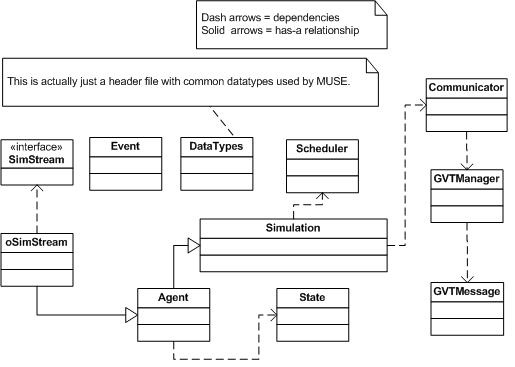 Dash arrows = dependencies
Solid arrows = has-a relationship
This is actually just a header file with common datatypes used by MUSE.
Communicator
«interface»
SimStream
Event
DataTypes
Scheduler
GVTManager
oSimStream
Simulation
Agent
State
GVTMessage